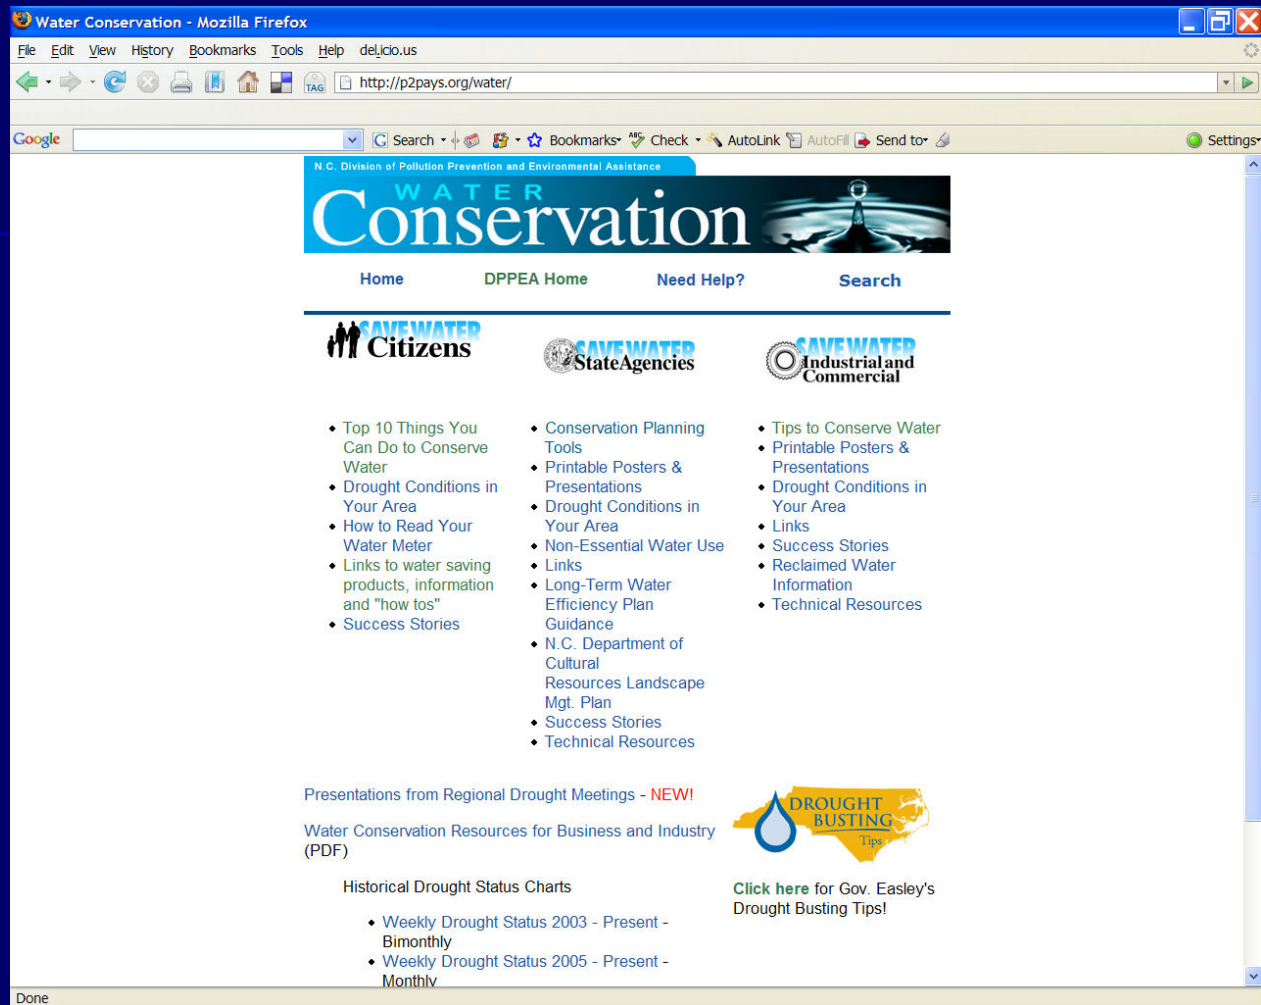 Water Conservation - Mozilla Firefox
File Edit View History Bookmarks Tools Help del.icio.us
TAG http://p2pays.org/water/
Google G Search Bookmarks ABC Check AutoLink AutoFill Send to Settings
N.C. Division of Pollution Prevention and Environmental Assistance
WATER
Conservation
Home DPPEA Home Need Help? Search
SAVE WATER
Citizens
SAVE WATER
StateAgencies
SAVE WATER
Industrial and
Commercial
Top 10 Things You
Can Do to Conserve
Water
Drought Conditions in
Your Area
How to Read Your
Water Meter
Links to water saving
products, information
and "how tos"
Success Stories
Conservation Planning
Tools
Printable Posters &
Presentations
Drought Conditions in
Your Area
Non-Essential Water Use
Links
Long-Term Water
Efficiency Plan
Guidance
N.C. Department of
Cultural
Resources Landscape
Mgt. Plan
Success Stories
Technical Resources
Tips to Conserve Water
Printable Posters &
Presentations
Drought Conditions in
Your Area
Links
Success Stories
Reclaimed Water
Information
Technical Resources
Presentations from Regional Drought Meetings - NEW!
Water Conservation Resources for Business and Industry
(PDF)
Historical Drought Status Charts
Weekly Drought Status 2003 - Present -
Bimonthly
Weekly Drought Status 2005 - Present -
Monthly
DROUGHT
BUSTING
Tips
Click here for Gov. Easley's
Drought Busting Tips!
Done